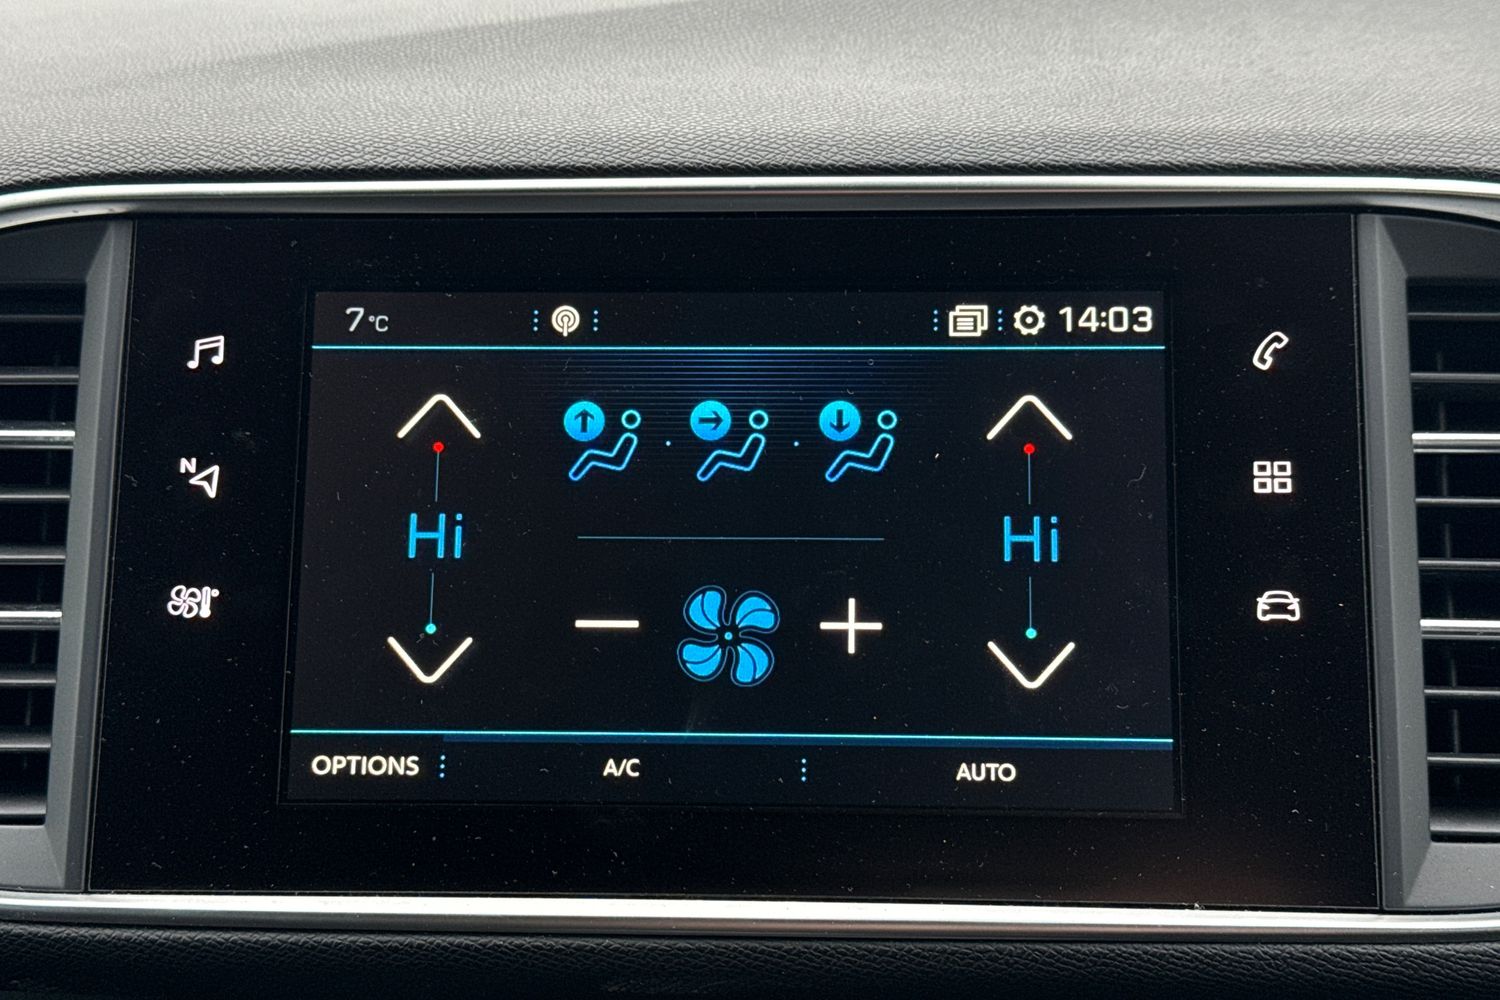 7°C 14:03
N
Hi Hi
OPTIONS A/C AUTO